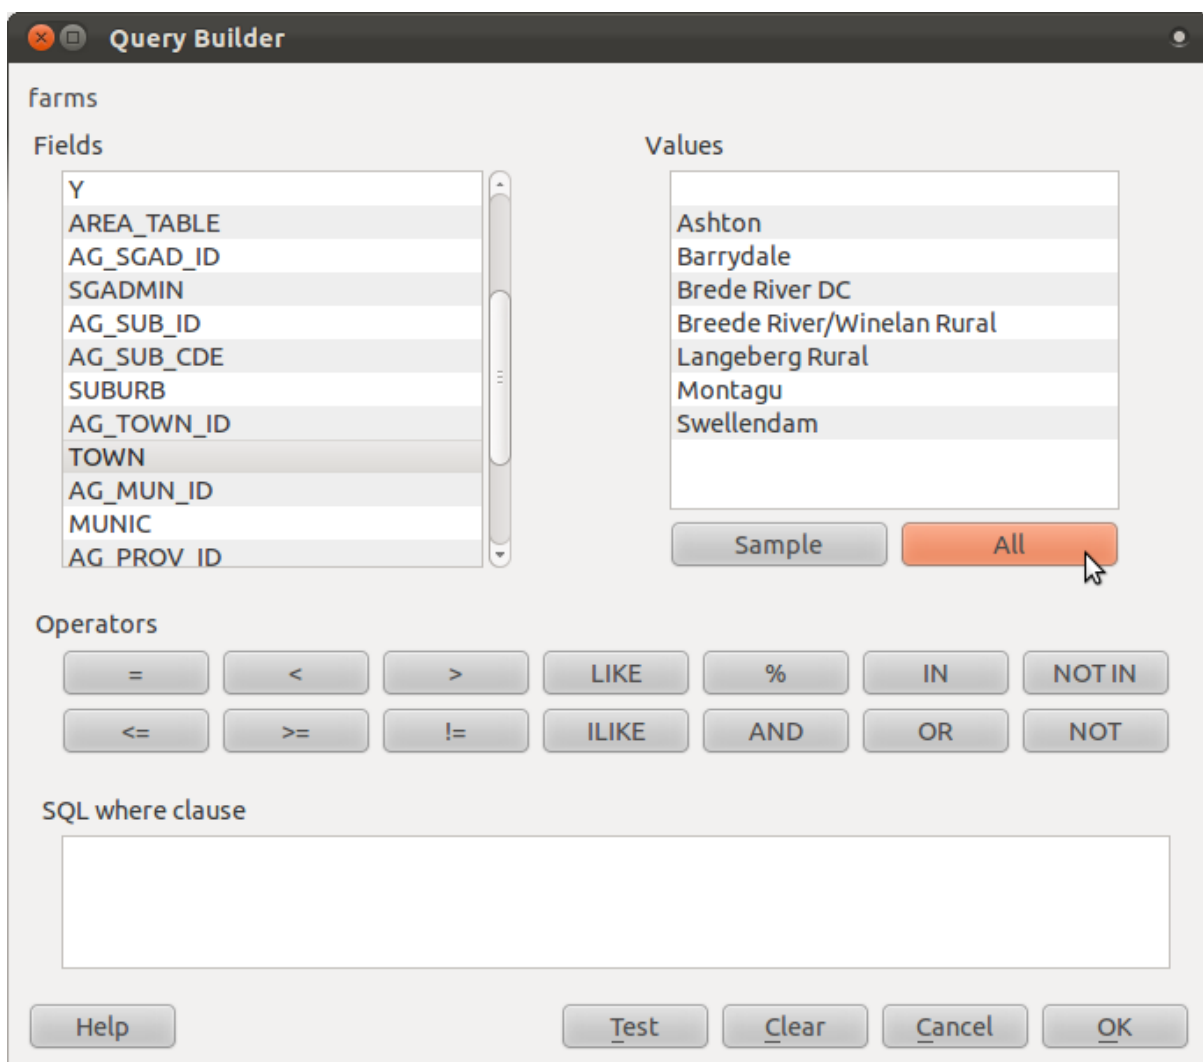 Query Builder
farms
Fields
Values
Y
AREA_TABLE
AG_SGAD_ID
SGADMIN
AG_SUB_ID
AG_SUB_CDE
SUBURB
AG_TOWN_ID
TOWN
AG_MUN_ID
MUNIC
AG_PROV_ID
Ashton
Barrydale
Brede River DC
Breede River/Winelan Rural
Langeberg Rural
Montagu
Swellendam
Sample All
Operators
= < > LIKE % IN NOT IN
<= >= != ILIKE AND OR NOT
SQL where clause
Help Test Clear Cancel OK